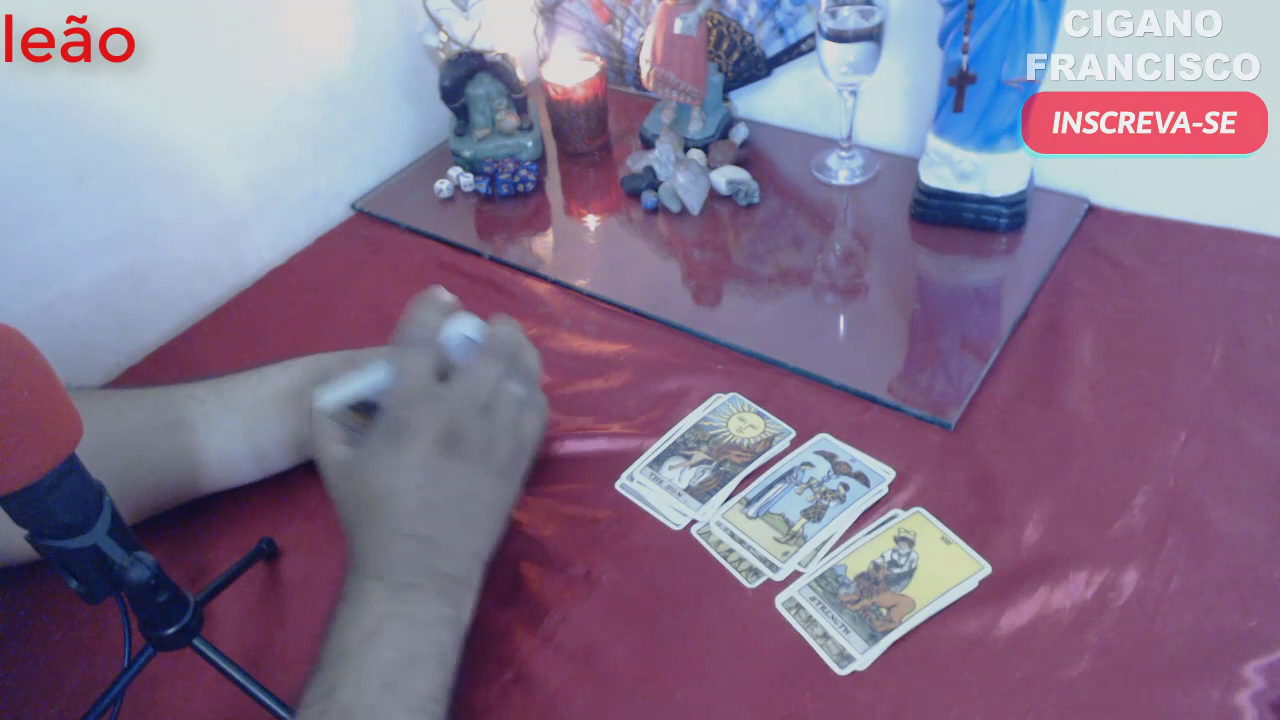 leão
CIGANO
FRANCISCO
INSCREVA-SE
THE SUN
STRENGTH